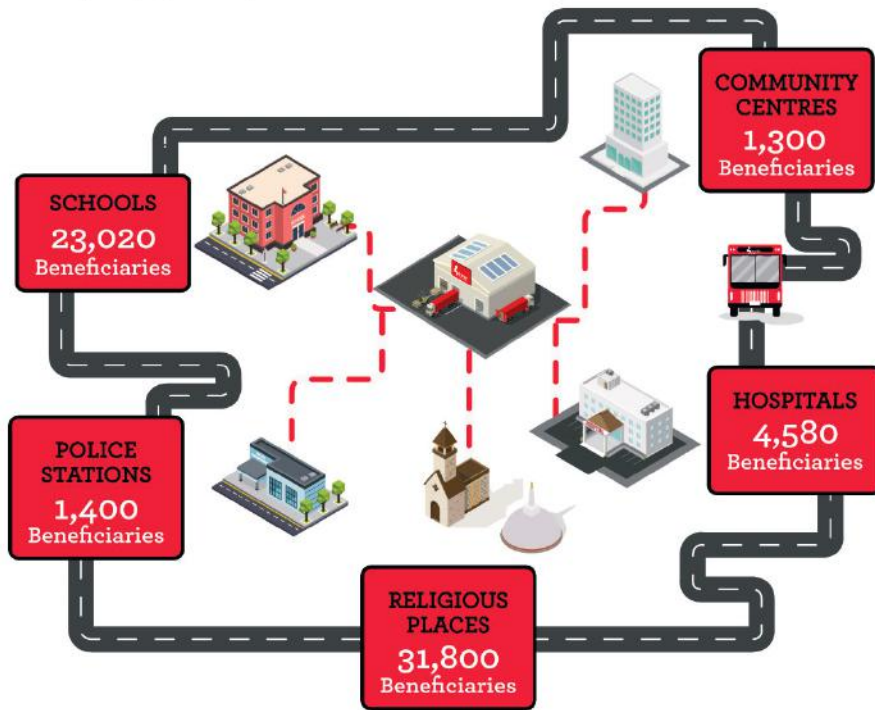 COMMUNITY
CENTRES
1,300
Beneficiaries
SCHOOLS
23,020
Beneficiaries
HOSPITALS
4,580
Beneficiaries
POLICE
STATIONS
1,400
Beneficiaries
RELIGIOUS
PLACES
31,800
Beneficiaries